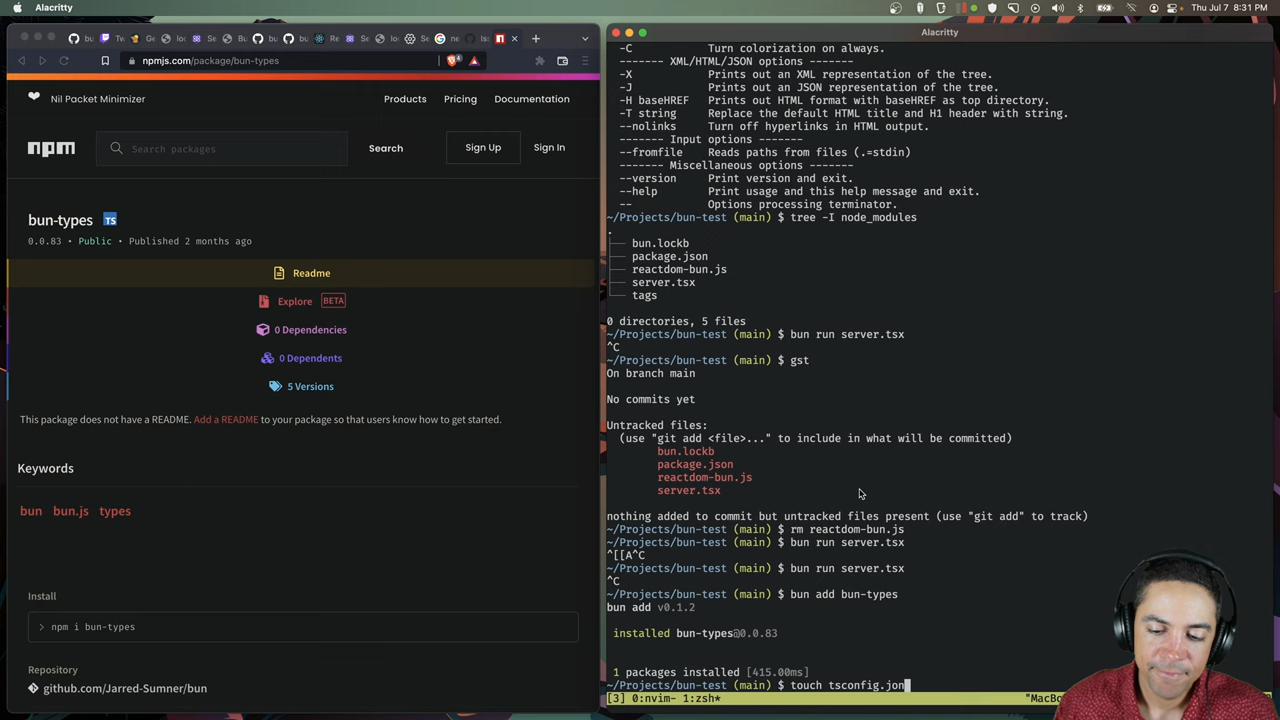 Alacritty
Thu Jul 7 8:31 PM
npmjs.com/package/bun-types
Nil Packet Minimizer
Products
Pricing
Documentation
npm
Search packages
Search
Sign Up
Sign In
bun-types TS
0.0.83 • Public • Published 2 months ago
Readme
Explore BETA
0 Dependencies
0 Dependents
5 Versions
This package does not have a README. Add a README to your package so that users know how to get started.
Keywords
bun bun.js types
Install
> npm i bun-types
Repository
github.com/Jarred-Sumner/bun
Alacritty
-C Turn colorization on always.
------- XML/HTML/JSON options -------
-X Prints out an XML representation of the tree.
-J Prints out an JSON representation of the tree.
-H baseHREF Prints out HTML format with baseHREF as top directory.
-T string Replace the default HTML title and H1 header with string.
--nolinks Turn off hyperlinks in HTML output.
------- Input options -------
--fromfile Reads paths from files (.=stdin)
------- Miscellaneous options -------
--version Print version and exit.
--help Print usage and this help message and exit.
-- Options processing terminator.
~/Projects/bun-test (main) $ tree -I node_modules
.
├── bun.lockb
├── package.json
├── reactdom-bun.js
├── server.tsx
└── tags
0 directories, 5 files
~/Projects/bun-test (main) $ bun run server.tsx
^C
~/Projects/bun-test (main) $ gst
On branch main
No commits yet
Untracked files:
(use "git add <file>..." to include in what will be committed)
bun.lockb
package.json
reactdom-bun.js
server.tsx
nothing added to commit but untracked files present (use "git add" to track)
~/Projects/bun-test (main) $ rm reactdom-bun.js
~/Projects/bun-test (main) $ bun run server.tsx
^[[A^C
~/Projects/bun-test (main) $ bun run server.tsx
^C
~/Projects/bun-test (main) $ bun add bun-types
bun add v0.1.2
installed bun-types@0.0.83
1 packages installed [415.00ms]
~/Projects/bun-test (main) $ touch tsconfig.jon
[3] 0:nvim- 1:zsh*
"MacBo